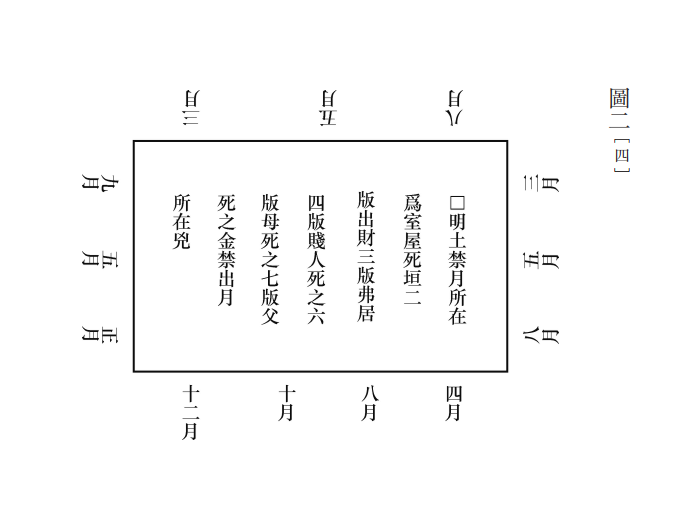 圖二[四]
八月
五月
三月
三月
五月
八月
□明土禁月所在
爲室屋死垣二
版出財三版弗居
四版賤人死之六
版母死之七版父
死之金禁出月
所在兇
九月
五月
正月
四月
八月
十月
十二月